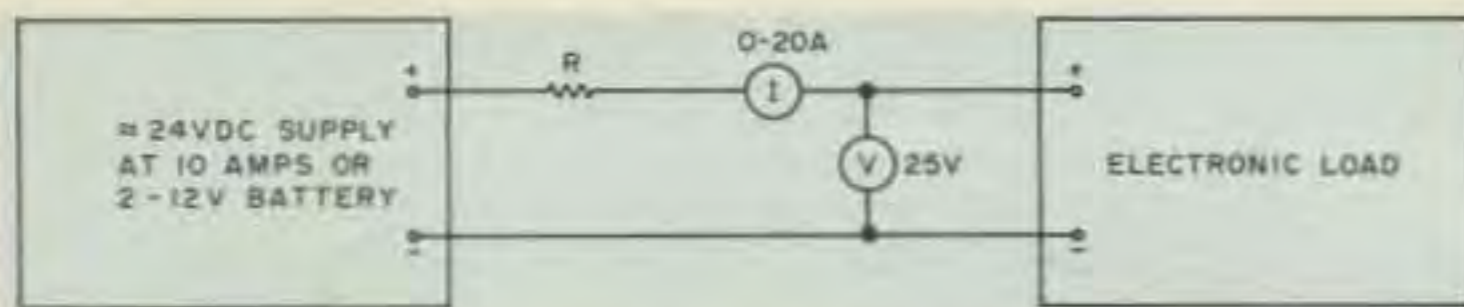 0-20A
+
R
I
+
≈24VDC SUPPLY
AT 10 AMPS OR
2-12V BATTERY
V
25V
ELECTRONIC LOAD
-
-